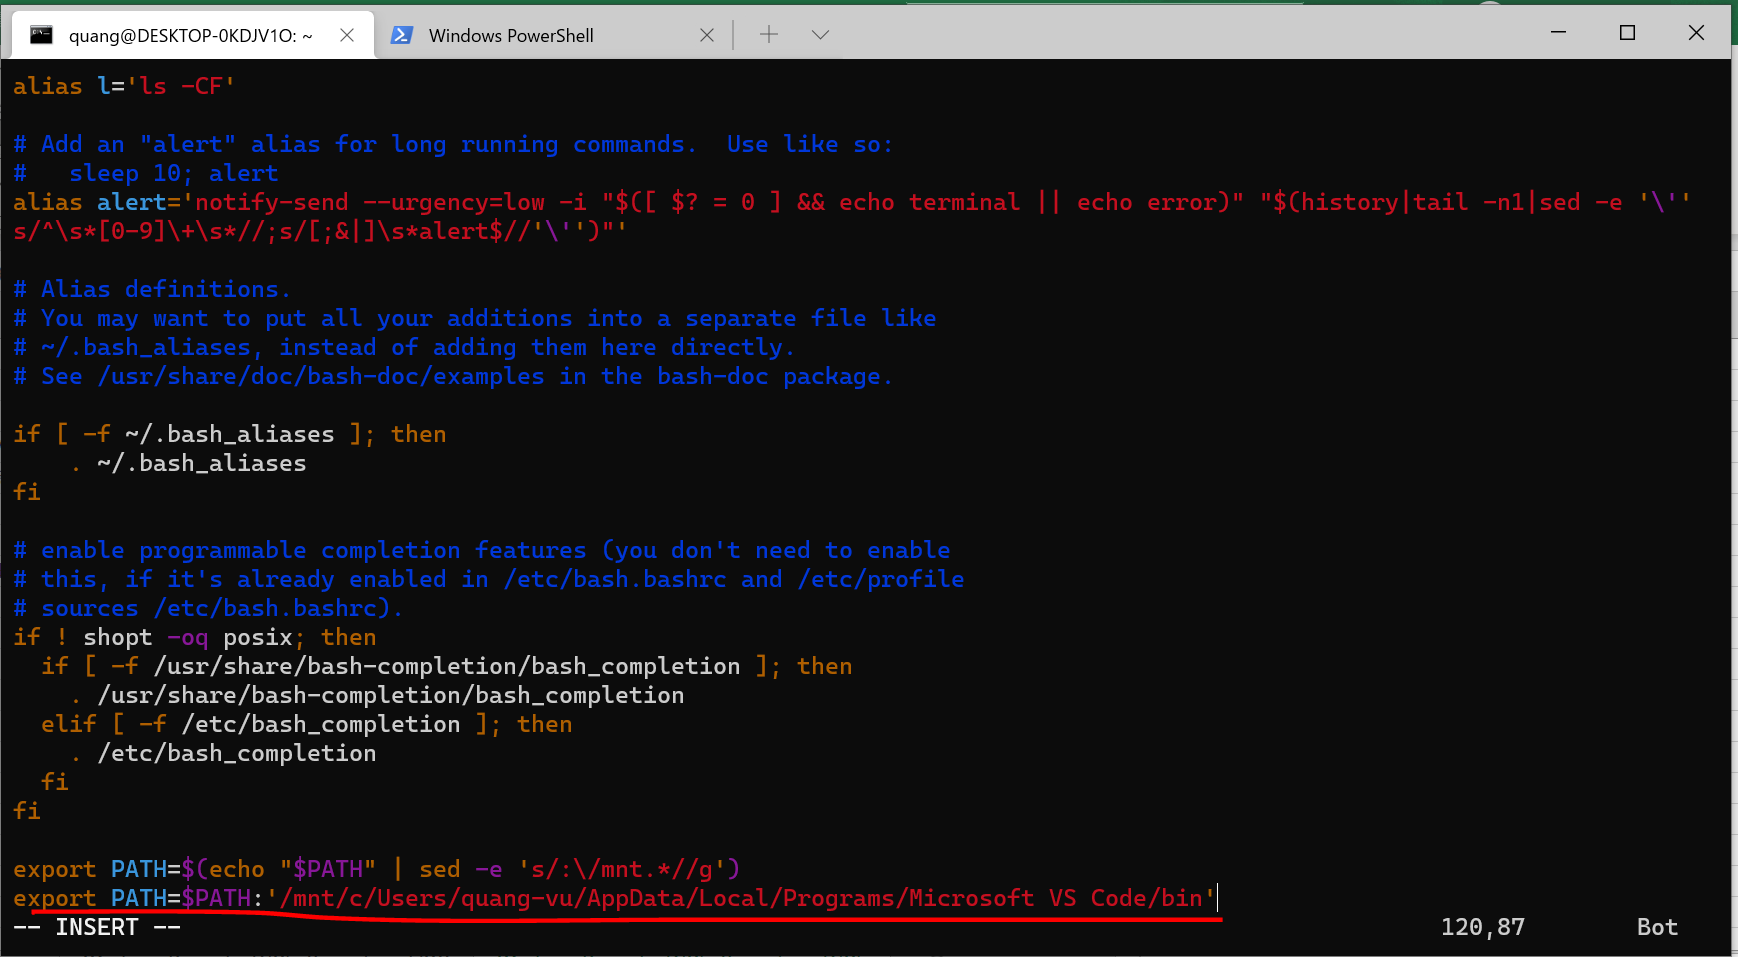 quang@DESKTOP-0KDJV1O: ~
Windows PowerShell
alias l='ls -CF'
# Add an "alert" alias for long running commands.  Use like so:
#   sleep 10; alert
alias alert='notify-send --urgency=low -i "$([ $? = 0 ] && echo terminal || echo error)" "$(history|tail -n1|sed -e '\''
s/^\s*[0-9]\+\s*//;s/[;&|]\s*alert$//'\'')"'
# Alias definitions.
# You may want to put all your additions into a separate file like
# ~/.bash_aliases, instead of adding them here directly.
# See /usr/share/doc/bash-doc/examples in the bash-doc package.
if [ -f ~/.bash_aliases ]; then
    . ~/.bash_aliases
fi
# enable programmable completion features (you don't need to enable
# this, if it's already enabled in /etc/bash.bashrc and /etc/profile
# sources /etc/bash.bashrc).
if ! shopt -oq posix; then
  if [ -f /usr/share/bash-completion/bash_completion ]; then
    . /usr/share/bash-completion/bash_completion
  elif [ -f /etc/bash_completion ]; then
    . /etc/bash_completion
  fi
fi
export PATH=$(echo "$PATH" | sed -e 's/:\/mnt.*//g')
export PATH=$PATH:'/mnt/c/Users/quang-vu/AppData/Local/Programs/Microsoft VS Code/bin'
-- INSERT --
120,87
Bot